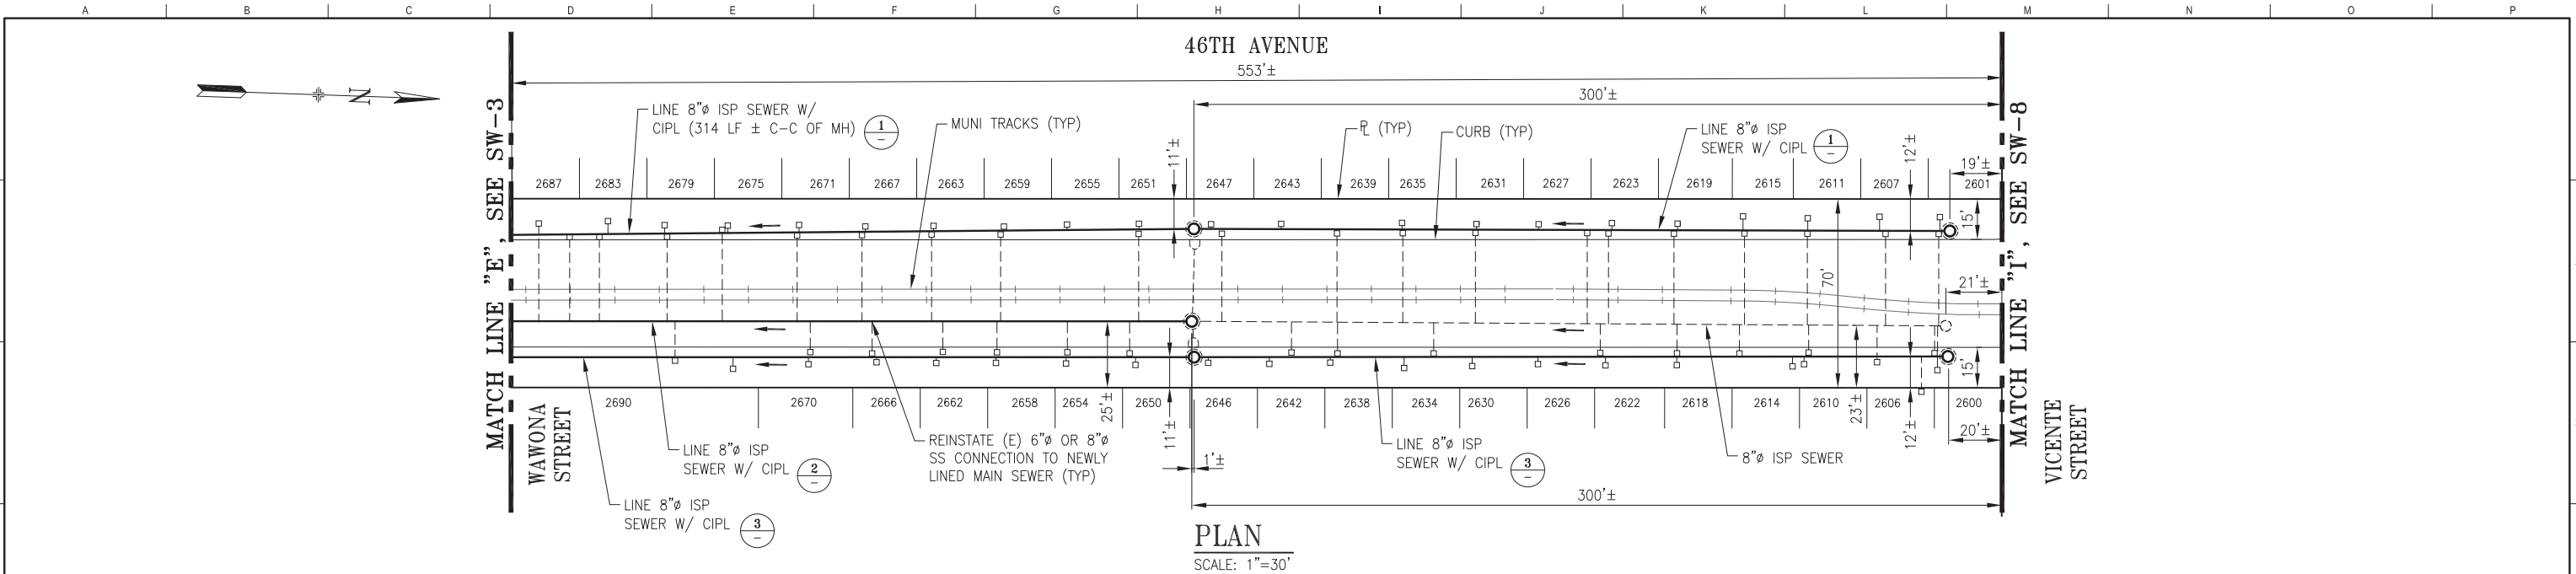 A B C D E F G H I J K L M N O P
46TH AVENUE
553'±
300'±
N
MATCH LINE "E", SEE SW-3
LINE 8"ø ISP SEWER W/
CIPL (314 LF ± C-C OF MH)
1
–
MUNI TRACKS (TYP)
11'±
℄ (TYP)
CURB (TYP)
LINE 8"ø ISP
SEWER W/ CIPL
1
–
12'±
19'±
MATCH LINE "I", SEE SW-8
2687 2683 2679 2675 2671 2667 2663 2659 2655 2651 2647 2643 2639 2635 2631 2627 2623 2619 2615 2611 2607 2601
15'
70'
21'±
15'
2690 2670 2666 2662 2658 2654 2650 2646 2642 2638 2634 2630 2626 2622 2618 2614 2610 2606 2600
25'±
11'±
23'±
12'±
20'±
WAWONA
STREET
LINE 8"ø ISP
SEWER W/ CIPL
2
–
REINSTATE (E) 6"ø OR 8"ø
SS CONNECTION TO NEWLY
LINED MAIN SEWER (TYP)
1'±
LINE 8"ø ISP
SEWER W/ CIPL
3
–
8"ø ISP SEWER
VICENTE
STREET
LINE 8"ø ISP
SEWER W/ CIPL
3
–
300'±
PLAN
SCALE: 1"=30'